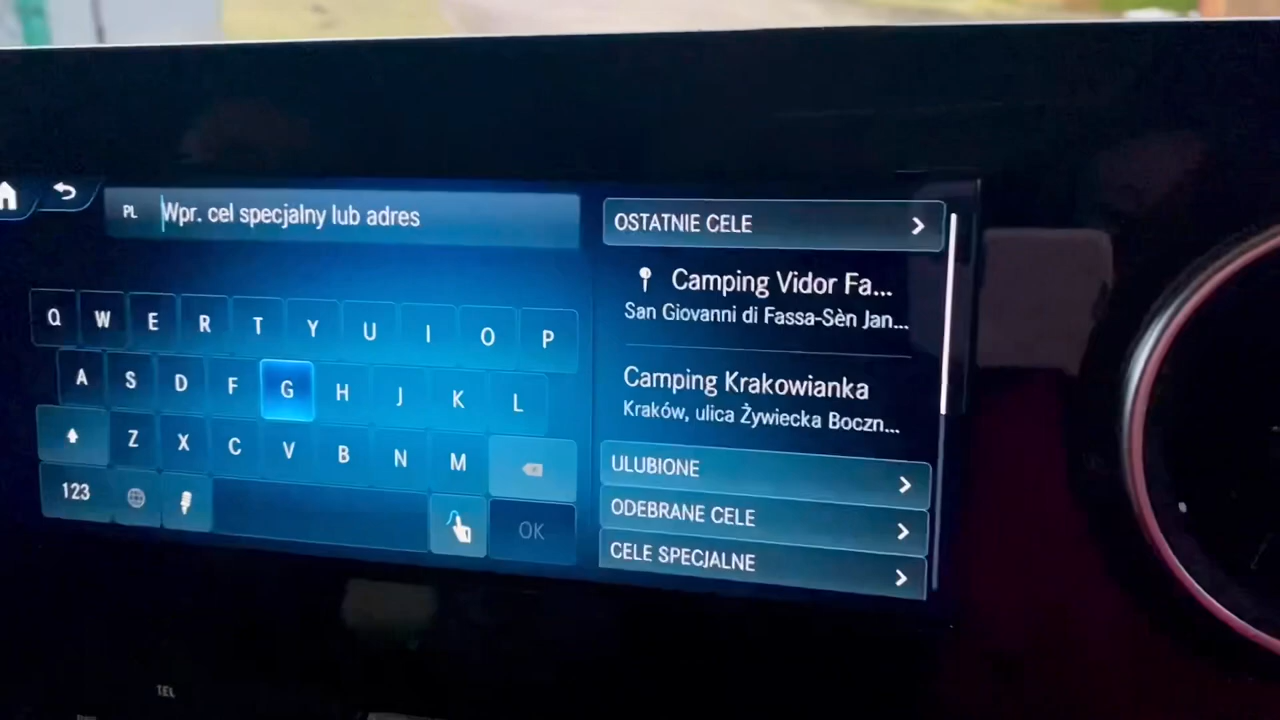 PL Wpr. cel specjalny lub adres
Q W E R T Y U I O P
A S D F G H J K L
Z X C V B N M
123 OK
OSTATNIE CELE
Camping Vidor Fa...
San Giovanni di Fassa-Sèn Jan...
Camping Krakowianka
Kraków, ulica Żywiecka Boczn...
ULUBIONE
ODEBRANE CELE
CELE SPECJALNE
TEL